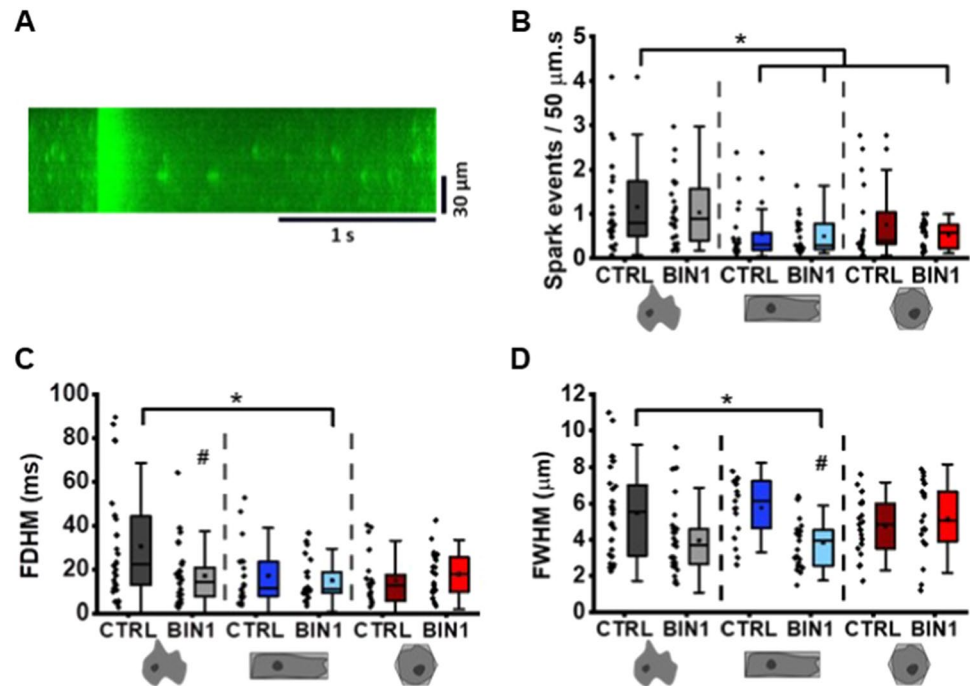 A
30 μm
1 s
B
Spark events / 50 μm.s
5
4
3
2
1
0
*
CTRL BIN1 CTRL BIN1 CTRL BIN1
C
FDHM (ms)
100
80
60
40
20
0
*
#
CTRL BIN1 CTRL BIN1 CTRL BIN1
D
FWHM (μm)
12
10
8
6
4
2
0
*
#
CTRL BIN1 CTRL BIN1 CTRL BIN1